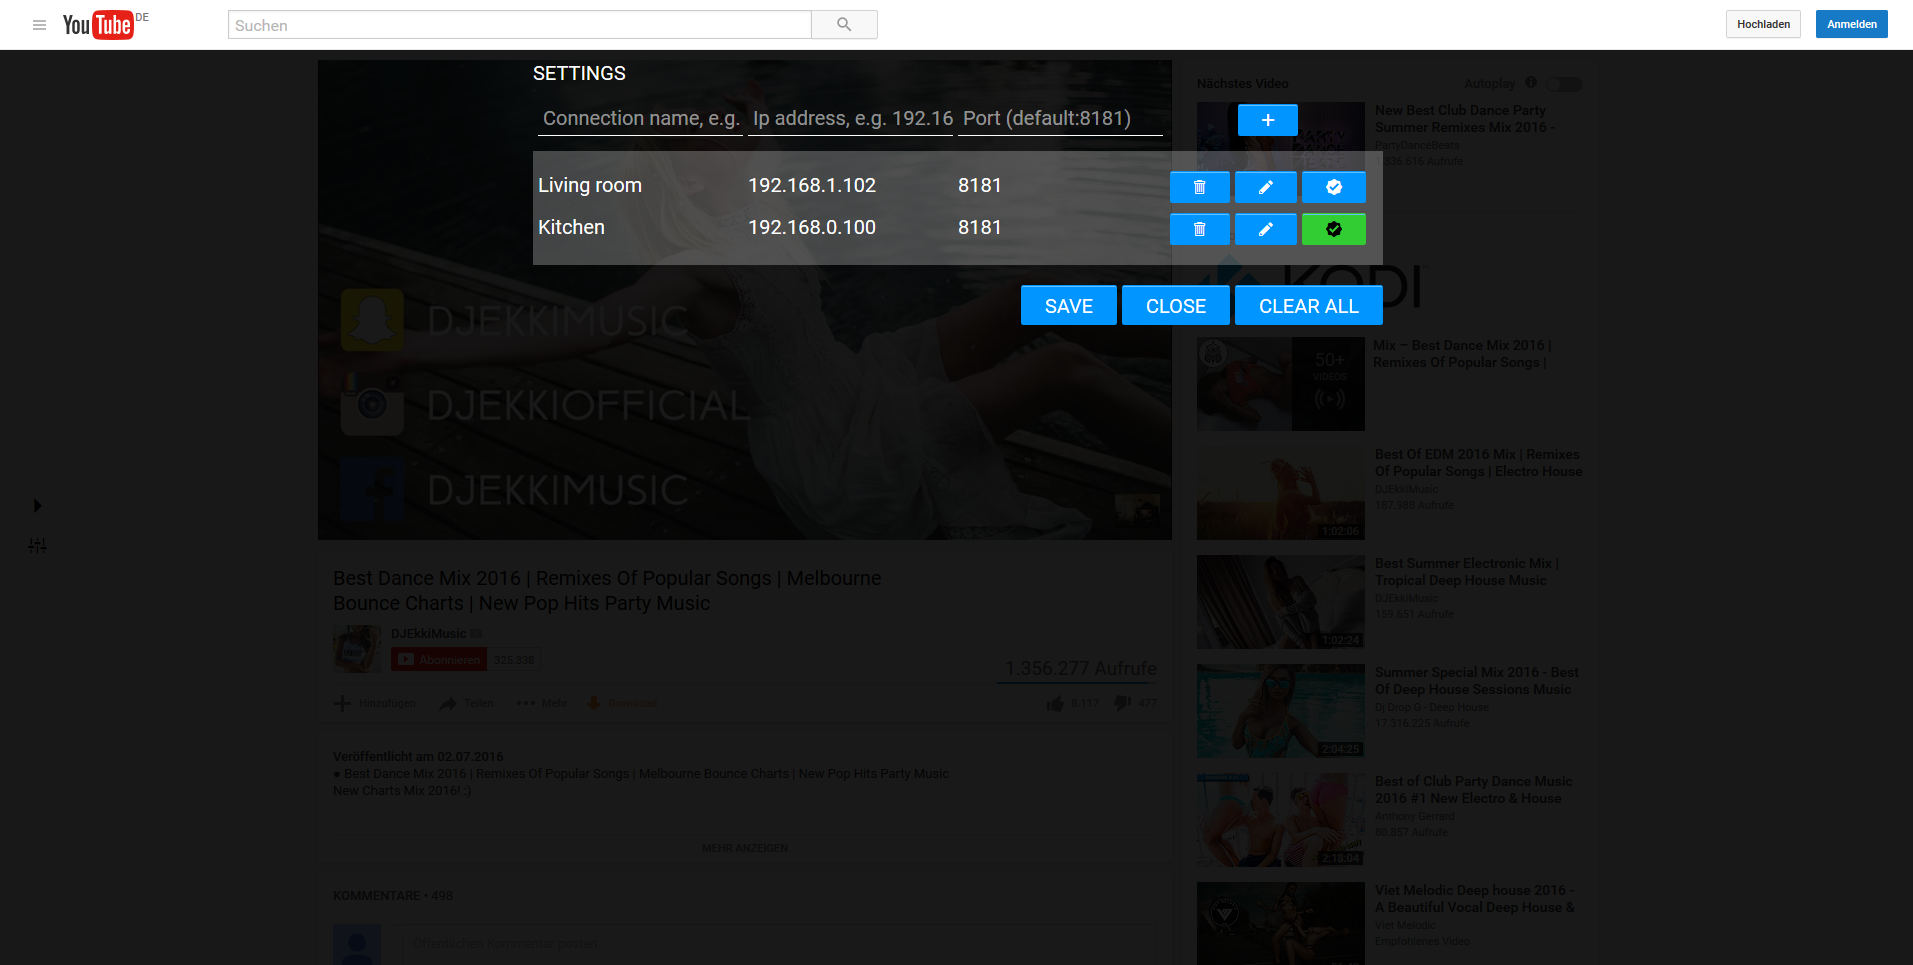 YouTube DE
Suchen
Hochladen
Anmelden
SETTINGS
Connection name, e.g.
Ip address, e.g. 192.16
Port (default:8181)
Living room 192.168.1.102 8181
Kitchen 192.168.0.100 8181
SAVE CLOSE CLEAR ALL
DJEKKIMUSIC
DJEKKIOFFICIAL
DJEKKIMUSIC
Best Dance Mix 2016 | Remixes Of Popular Songs | Melbourne
Bounce Charts | New Pop Hits Party Music
DJEkkiMusic
Abonnieren 325.336
1.356.277 Aufrufe
Hinzufügen Teilen Mehr Download
8.117 477
Veröffentlicht am 02.07.2016
● Best Dance Mix 2016 | Remixes Of Popular Songs | Melbourne Bounce Charts | New Pop Hits Party Music
New Charts Mix 2016! :)
MEHR ANZEIGEN
KOMMENTARE • 498
Öffentlichen Kommentar posten
Nächstes Video
Autoplay
New Best Club Dance Party
Summer Remixes Mix 2016 -
PartyDanceBeats
.336.616 Aufrufe
KODI
Mix – Best Dance Mix 2016 |
Remixes Of Popular Songs |
50+
VIDEOS
Best Of EDM 2016 Mix | Remixes
Of Popular Songs | Electro House
DJEkkiMusic
187.988 Aufrufe
1:02:06
Best Summer Electronic Mix |
Tropical Deep House Music
DJEkkiMusic
159.651 Aufrufe
1:02:24
Summer Special Mix 2016 - Best
Of Deep House Sessions Music
Dj Drop G - Deep House
17.316.225 Aufrufe
2:04:25
Best of Club Party Dance Music
2016 #1 New Electro & House
Anthony Gerrard
60.857 Aufrufe
2:18:04
Viet Melodic Deep house 2016 -
A Beautiful Vocal Deep House &
Viet Melodic
Empfohlenes Video